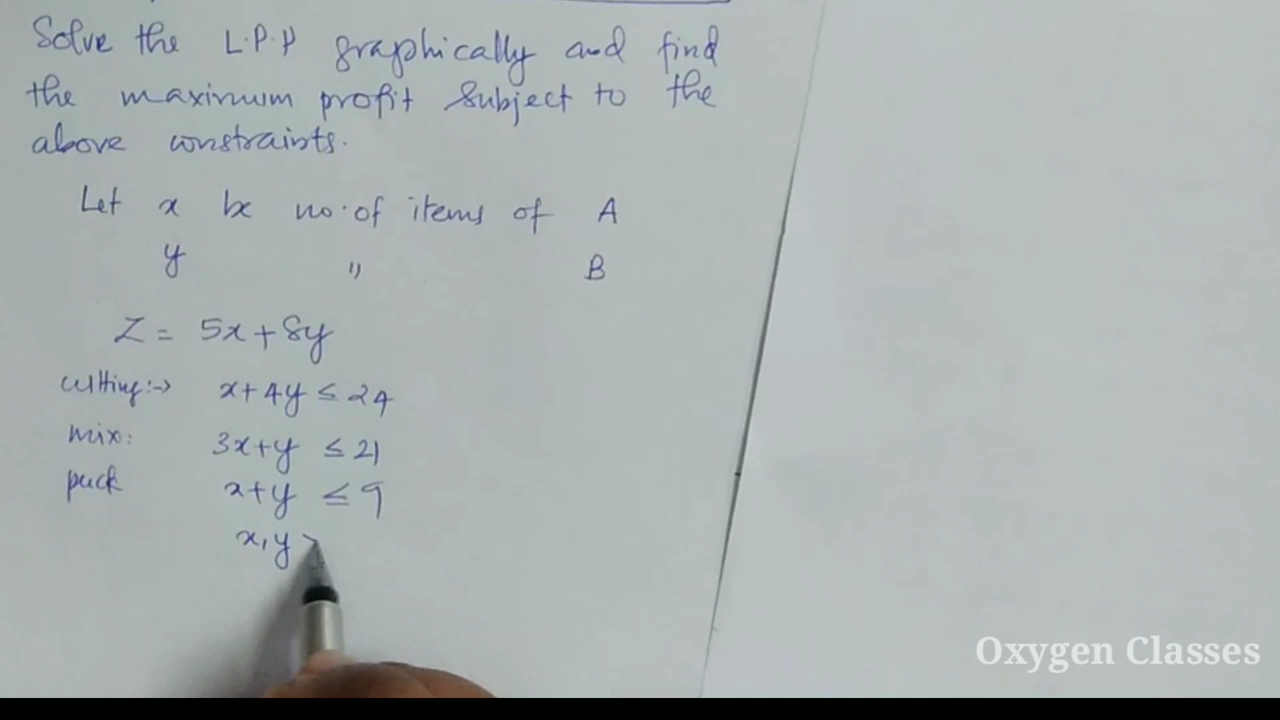 Solve the L.P.P graphically and find
the maximum profit subject to the
above constraints.
Let x be no. of items of A
y " B
Z = 5x + 8y
cutting:→ x + 4y ≤ 24
mix: 3x + y ≤ 21
pack x + y ≤ 9
x, y >
Oxygen Classes